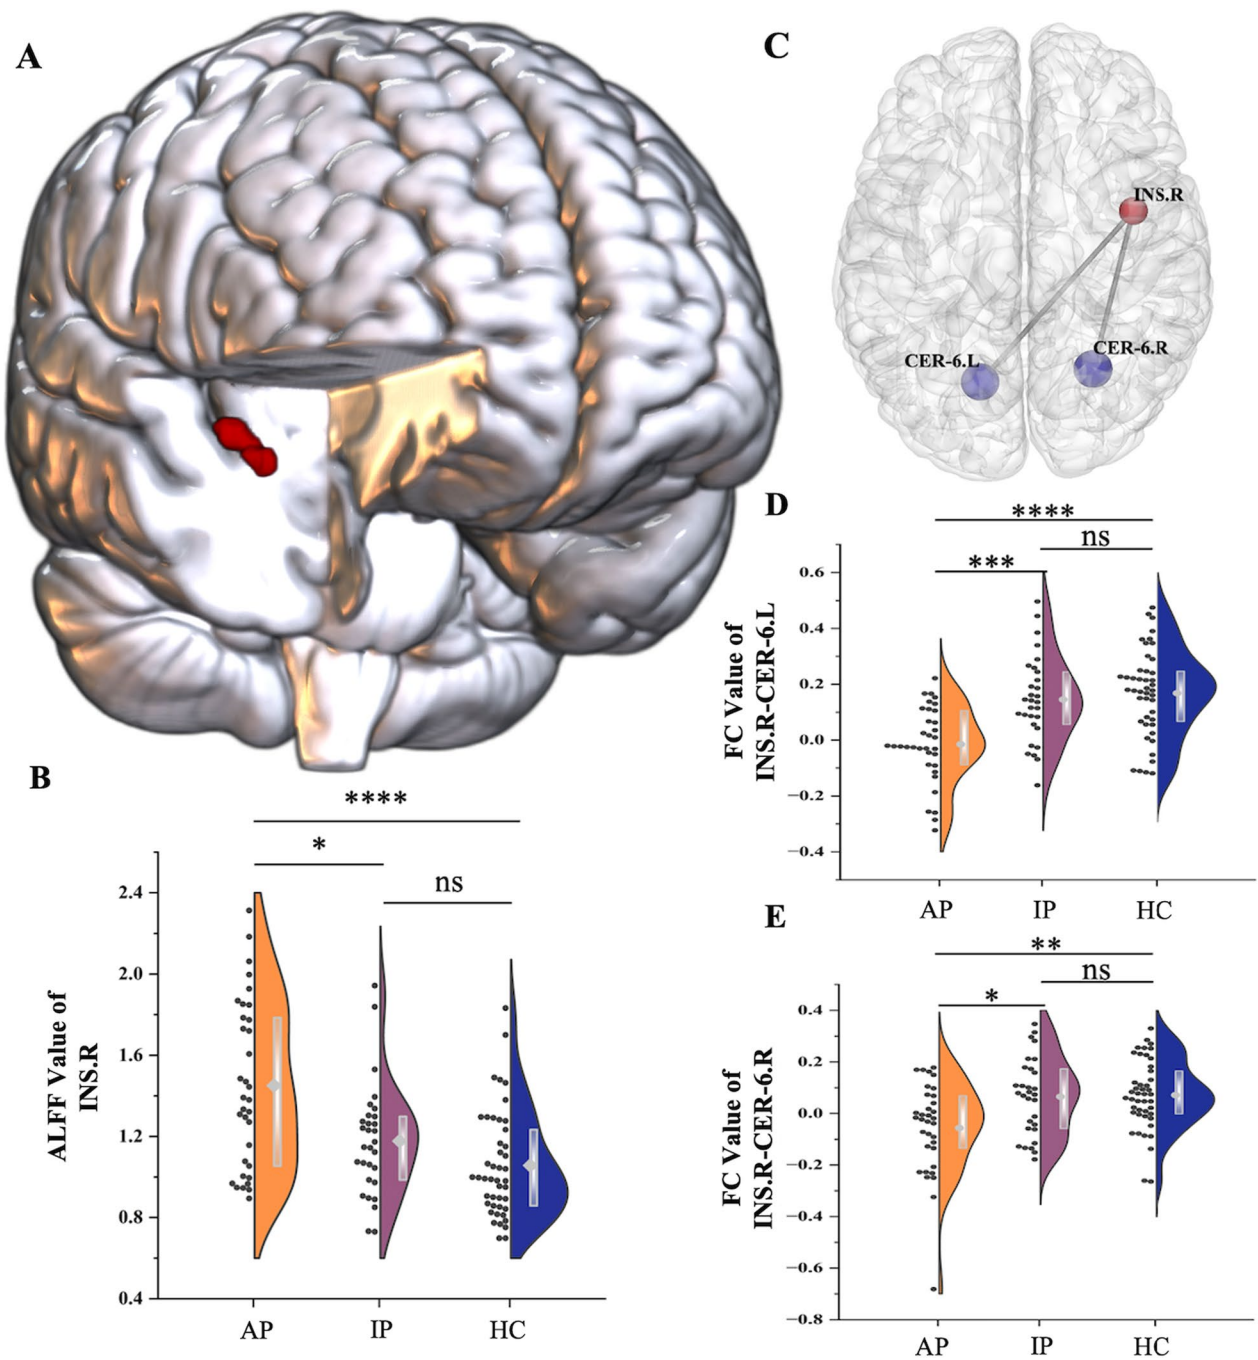 A
C
INS.R
CER-6.L
CER-6.R
D
****
ns
***
FC Value of
INS.R-CER-6.L
0.6
0.4
0.2
0.0
−0.2
−0.4
AP
IP
HC
B
****
*
ns
ALFF Value of
INS.R
2.4
2.0
1.6
1.2
0.8
0.4
AP
IP
HC
E
**
ns
*
FC Value of
INS.R-CER-6.R
0.4
0.2
0.0
−0.2
−0.4
−0.6
−0.8
AP
IP
HC